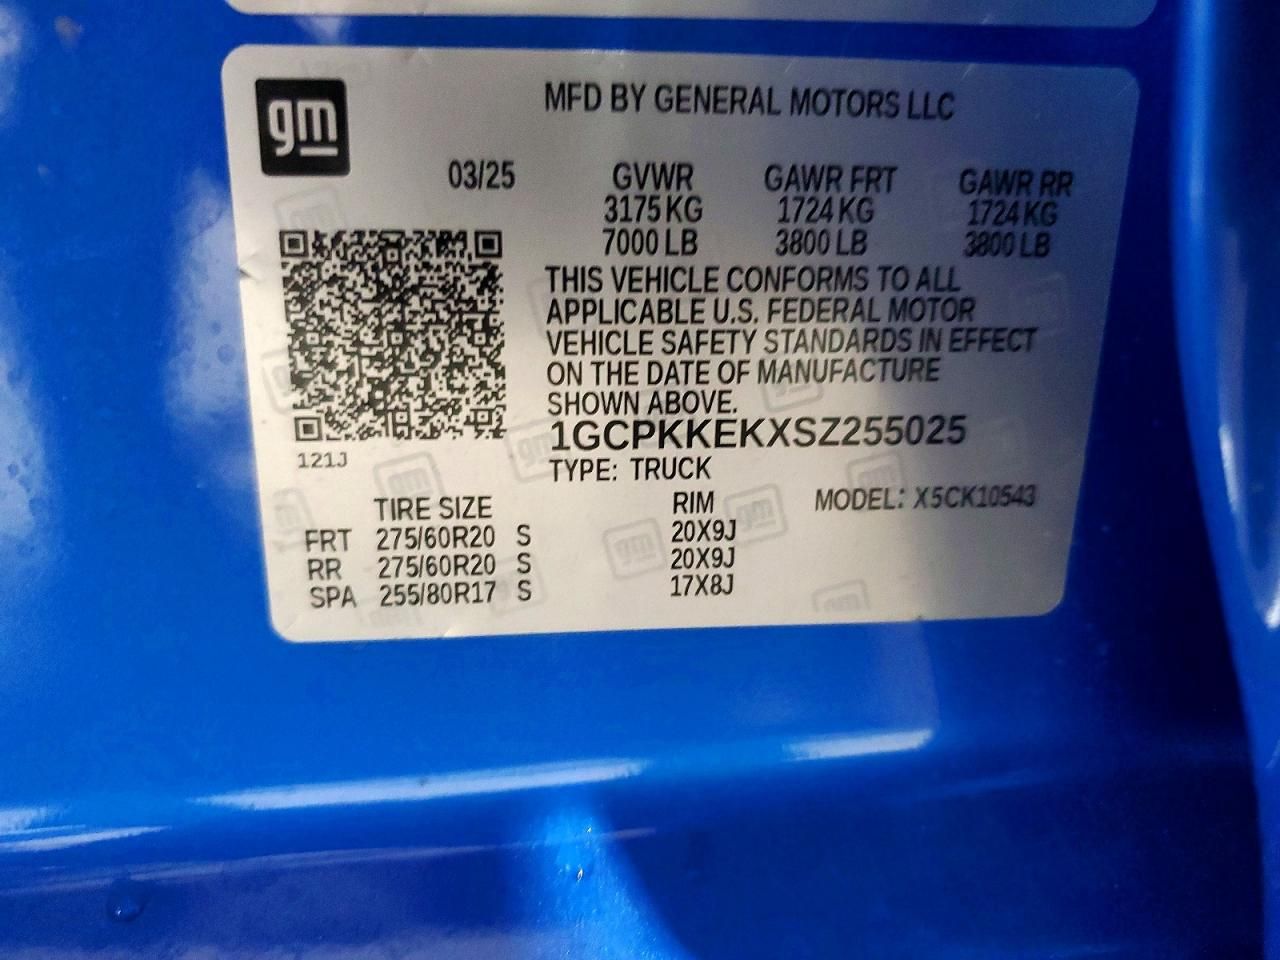 gm
MFD BY GENERAL MOTORS LLC
03/25 GVWR GAWR FRT GAWR RR
3175 KG 1724 KG 1724 KG
7000 LB 3800 LB 3800 LB
THIS VEHICLE CONFORMS TO ALL
APPLICABLE U.S. FEDERAL MOTOR
VEHICLE SAFETY STANDARDS IN EFFECT
ON THE DATE OF MANUFACTURE
SHOWN ABOVE.
1GCPKKEKXSZ255025
121J
TYPE: TRUCK
TIRE SIZE RIM MODEL: X5CK10543
FRT 275/60R20 S 20X9J
RR 275/60R20 S 20X9J
SPA 255/80R17 S 17X8J